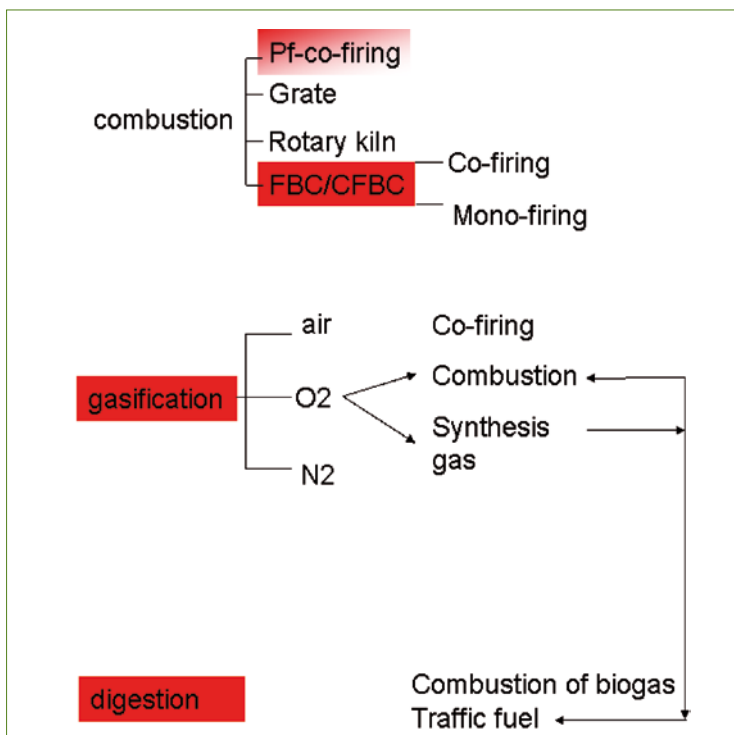 Pf-co-firing
Grate
combustion
Rotary kiln
Co-firing
FBC/CFBC
Mono-firing
air
Co-firing
Combustion
gasification
O2
Synthesis
gas
N2
Combustion of biogas
digestion
Traffic fuel